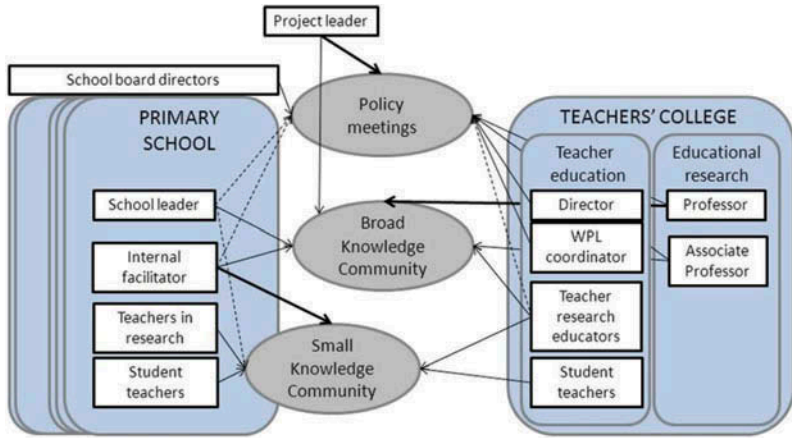 Project leader
School board directors
Policy
meetings
PRIMARY
SCHOOL
School leader
Internal
facilitator
Teachers in
research
Student
teachers
Broad
Knowledge
Community
Small
Knowledge
Community
TEACHERS' COLLEGE
Teacher
education
Director
WPL
coordinator
Teacher
research
educators
Student
teachers
Educational
research
Professor
Associate
Professor